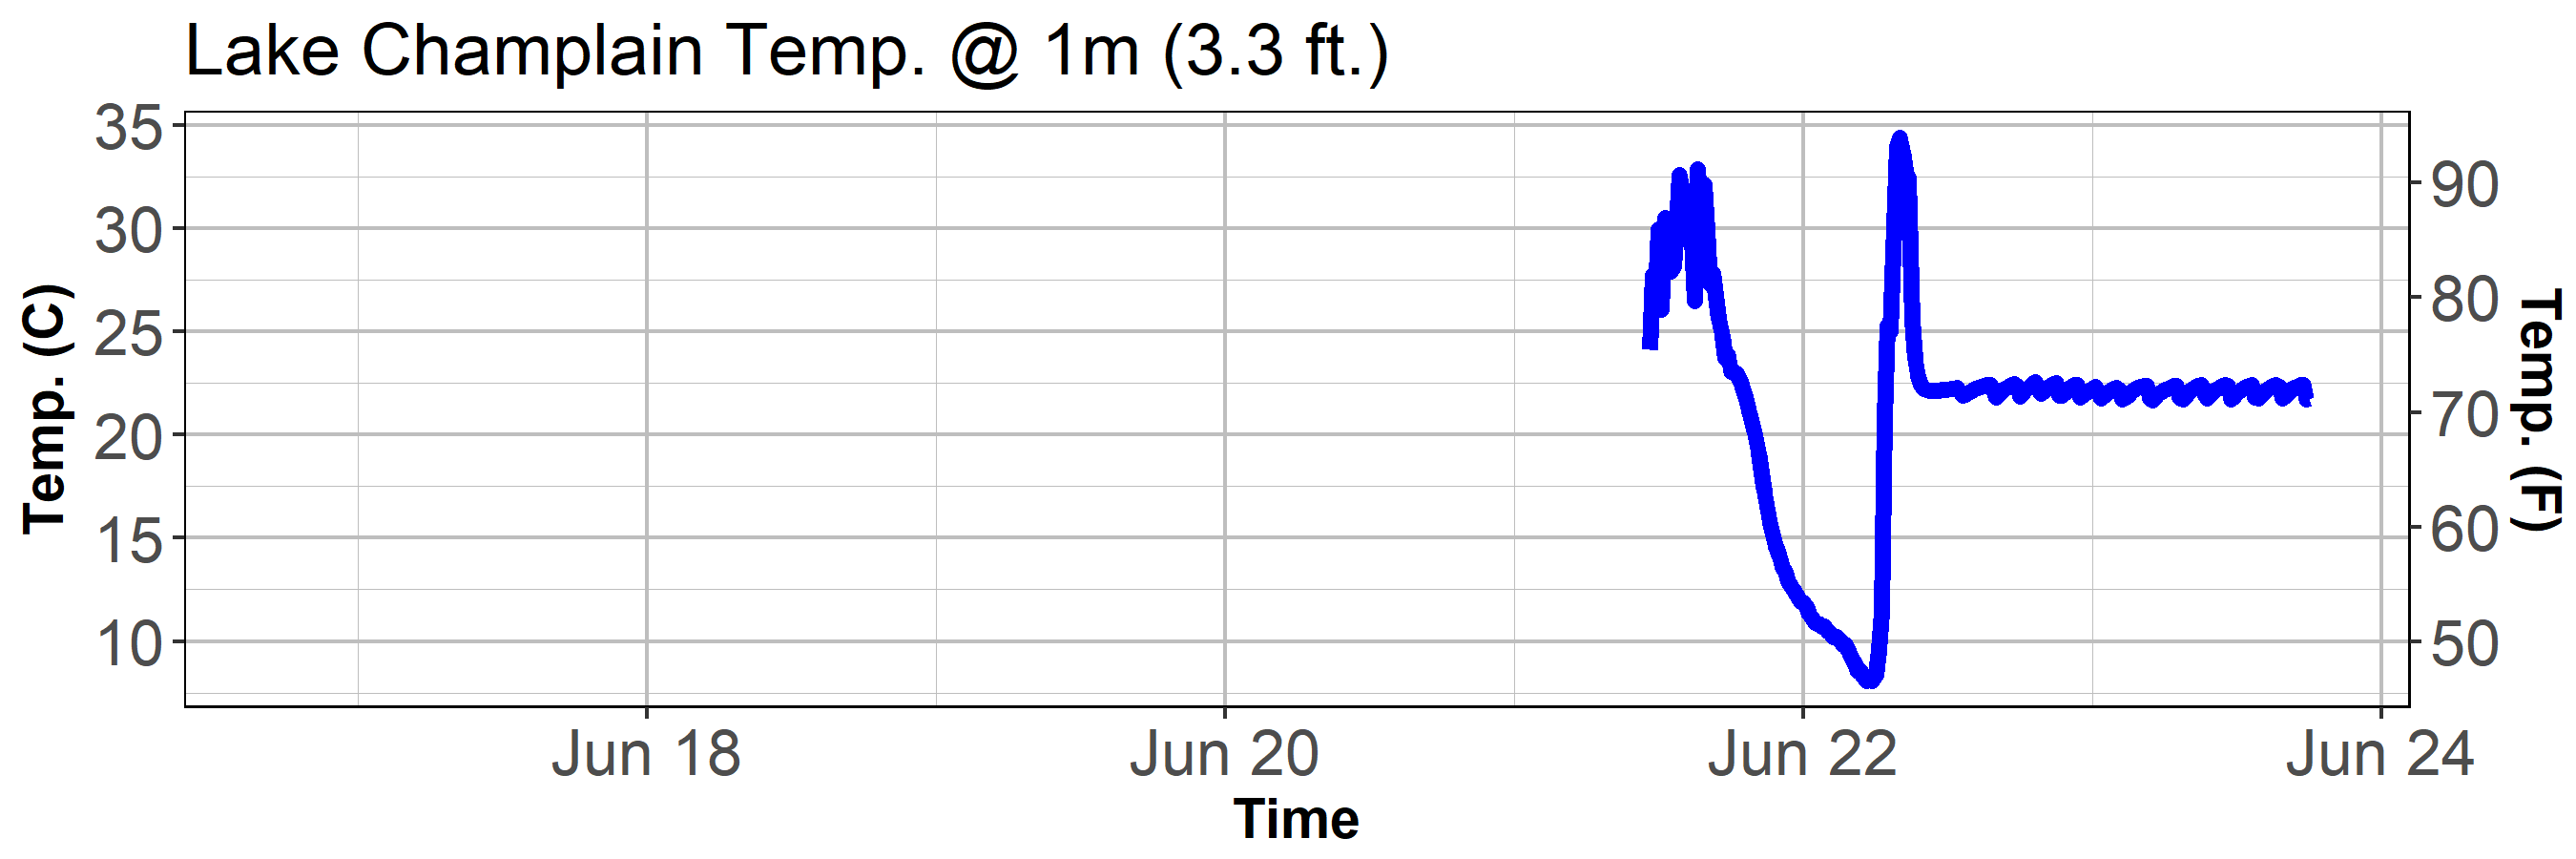 Lake Champlain Temp. @ 1m (3.3 ft.)
35
30
25
20
15
10
Temp. (C)
90
80
70
60
50
Temp. (F)
Jun 18
Jun 20
Jun 22
Jun 24
Time